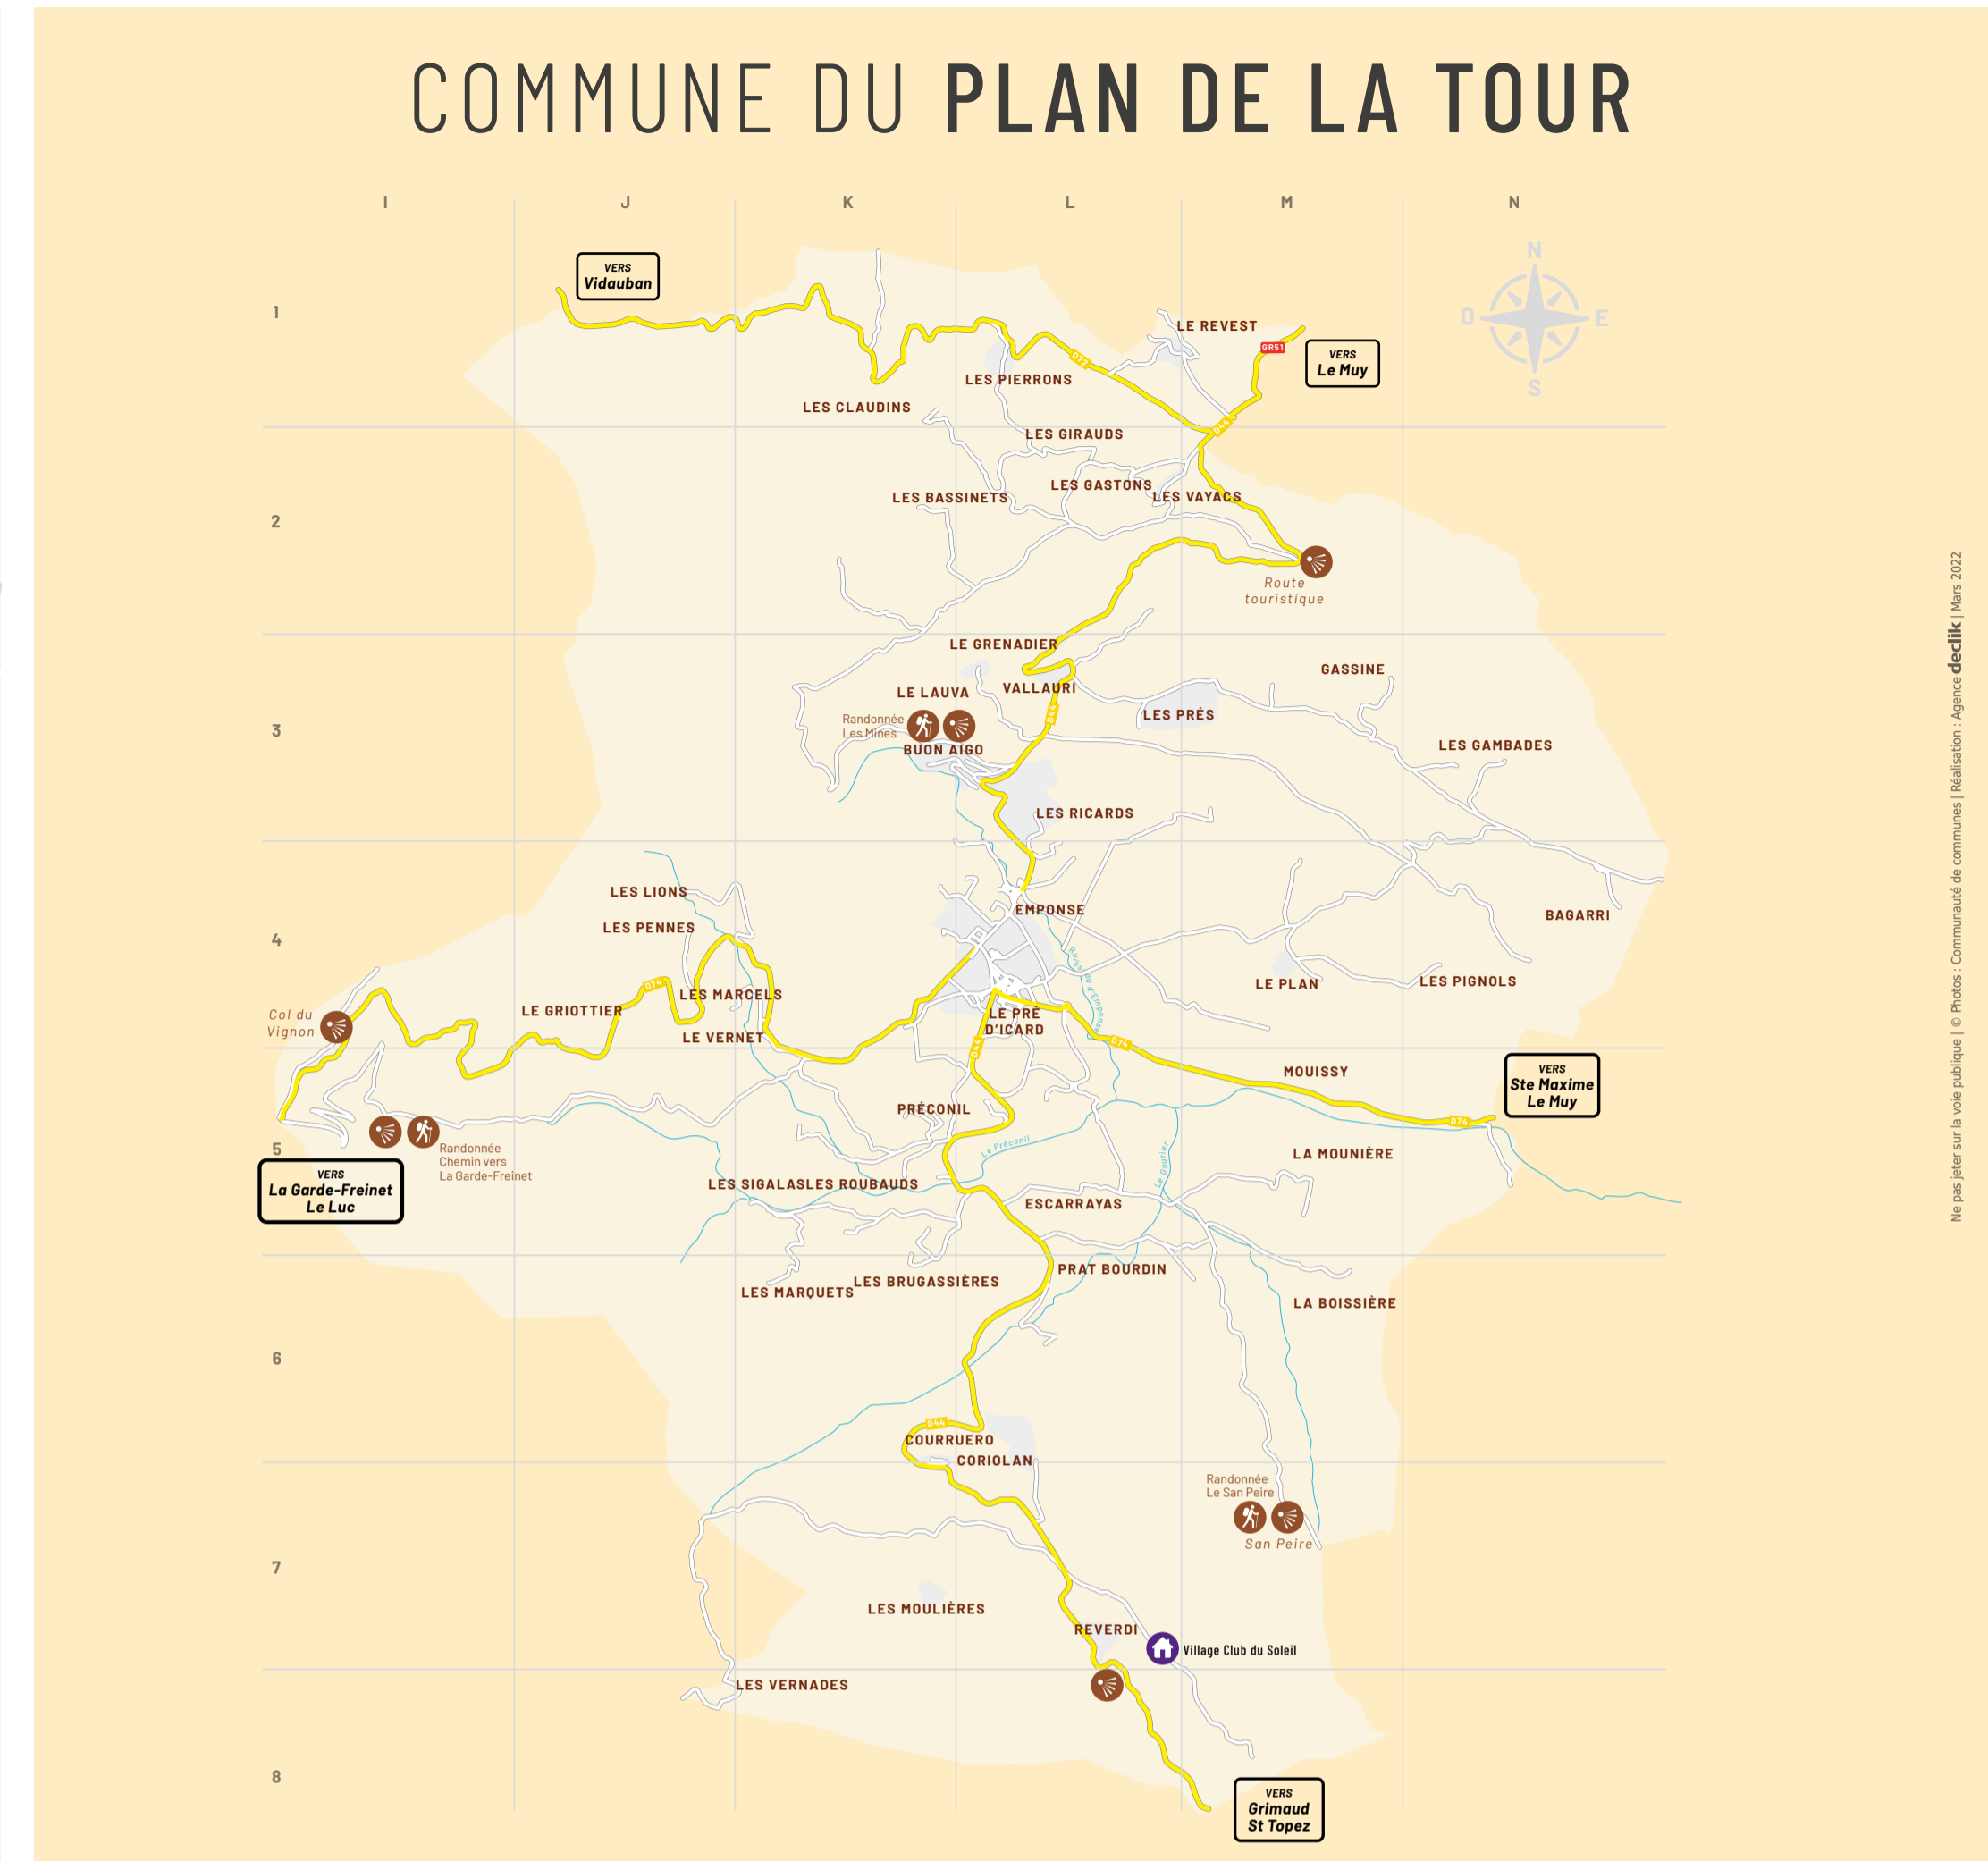 COMMUNE DU PLAN DE LA TOUR
I J K L M N
N
O E
S
1
VERS
Vidauban
LE REVEST
GR51
VERS
Le Muy
D72
LES PIERRONS
LES CLAUDINS
D44
LES GIRAUDS
2
LES GASTONS
LES BASSINETS
LES VAYACS
Route
touristique
LE GRENADIER
GASSINE
VALLAURI
LE LAUVA
D44
LES PRÉS
3
Randonnée
Les Mines
BUON AIGO
LES GAMBADES
LES RICARDS
LES LIONS
EMPONSE
BAGARRI
LES PENNES
4
LE PLAN
LES PIGNOLS
D74
LES MARCELS
LE GRIOTTIER
Col du
Vignon
LE PRÉ
D'ICARD
LE VERNET
D44
D74
MOUISSY
VERS
Ste Maxime
Le Muy
PRÉCONIL
D74
5
Le Préconil
Le Gourier
Randonnée
Chemin vers
La Garde-Freinet
LA MOUNIÈRE
VERS
La Garde-Freinet
Le Luc
LES SIGALASLES ROUBAUDS
ESCARRAYAS
PRAT BOURDIN
LES BRUGASSIÈRES
LES MARQUETS
LA BOISSIÈRE
6
D44
COURRUERO
CORIOLAN
Randonnée
Le San Peire
San Peire
7
LES MOULIÈRES
REVERDI
Village Club du Soleil
LES VERNADES
8
VERS
Grimaud
St Topez
Ne pas jeter sur la voie publique | © Photos : Communauté de communes | Réalisation : Agence declik | Mars 2022